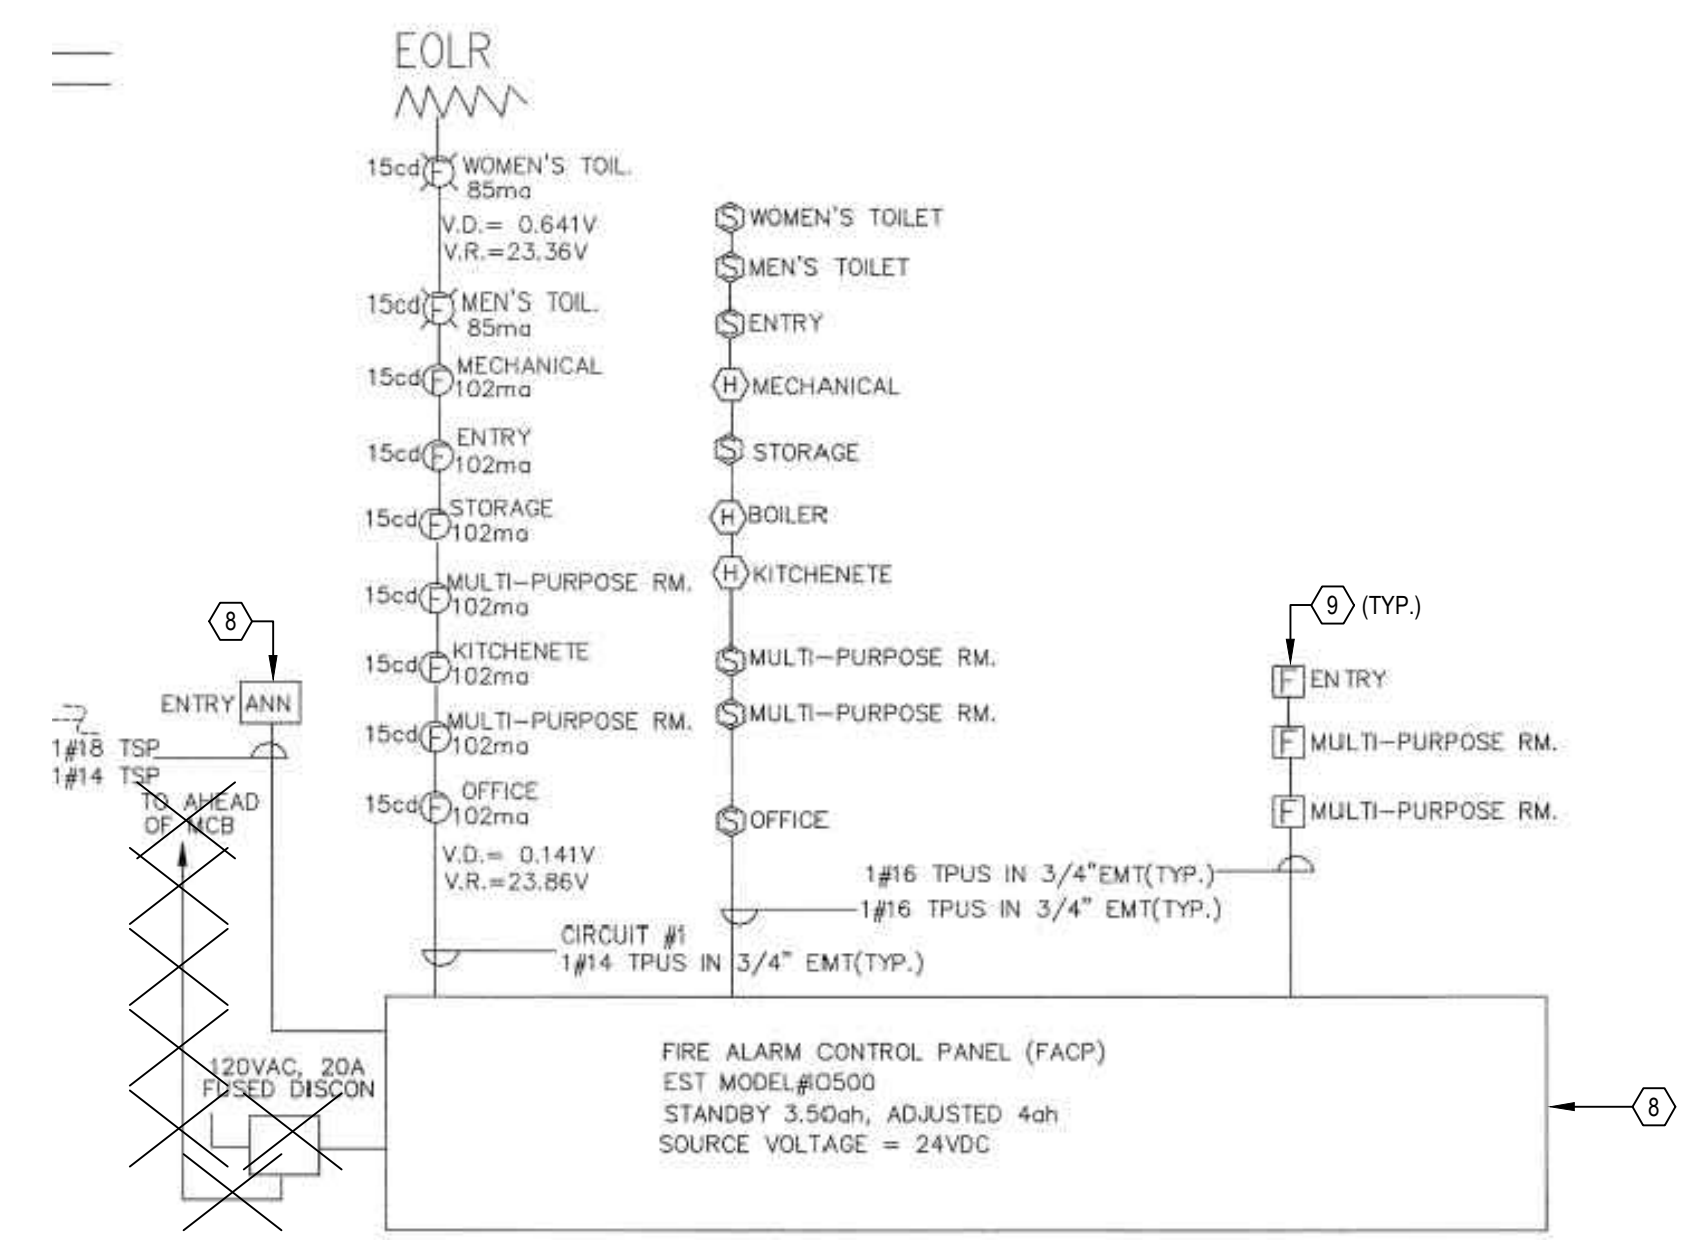 EOLR
15cd F WOMEN'S TOIL.
85ma
V.D.= 0.641V
V.R.=23.36V
15cd F MEN'S TOIL.
85ma
15cd F MECHANICAL
102ma
15cd F ENTRY
102ma
15cd F STORAGE
102ma
15cd F MULTI-PURPOSE RM.
102ma
15cd F KITCHENETE
102ma
15cd F MULTI-PURPOSE RM.
102ma
15cd F OFFICE
102ma
V.D.= 0.141V
V.R.=23.86V
CIRCUIT #1
1#14 TPUS IN 3/4" EMT(TYP.)
S WOMEN'S TOILET
S MEN'S TOILET
S ENTRY
H MECHANICAL
S STORAGE
H BOILER
H KITCHENETE
S MULTI-PURPOSE RM.
S MULTI-PURPOSE RM.
S OFFICE
1#16 TPUS IN 3/4"EMT(TYP.)
1#16 TPUS IN 3/4" EMT(TYP.)
9 (TYP.)
F ENTRY
F MULTI-PURPOSE RM.
F MULTI-PURPOSE RM.
8
ENTRY ANN
1#18 TSP
1#14 TSP
TO AHEAD
OF MCB
120VAC, 20A
FUSED DISCON
FIRE ALARM CONTROL PANEL (FACP)
EST MODEL#IO500
STANDBY 3.50ah, ADJUSTED 4ah
SOURCE VOLTAGE = 24VDC
8